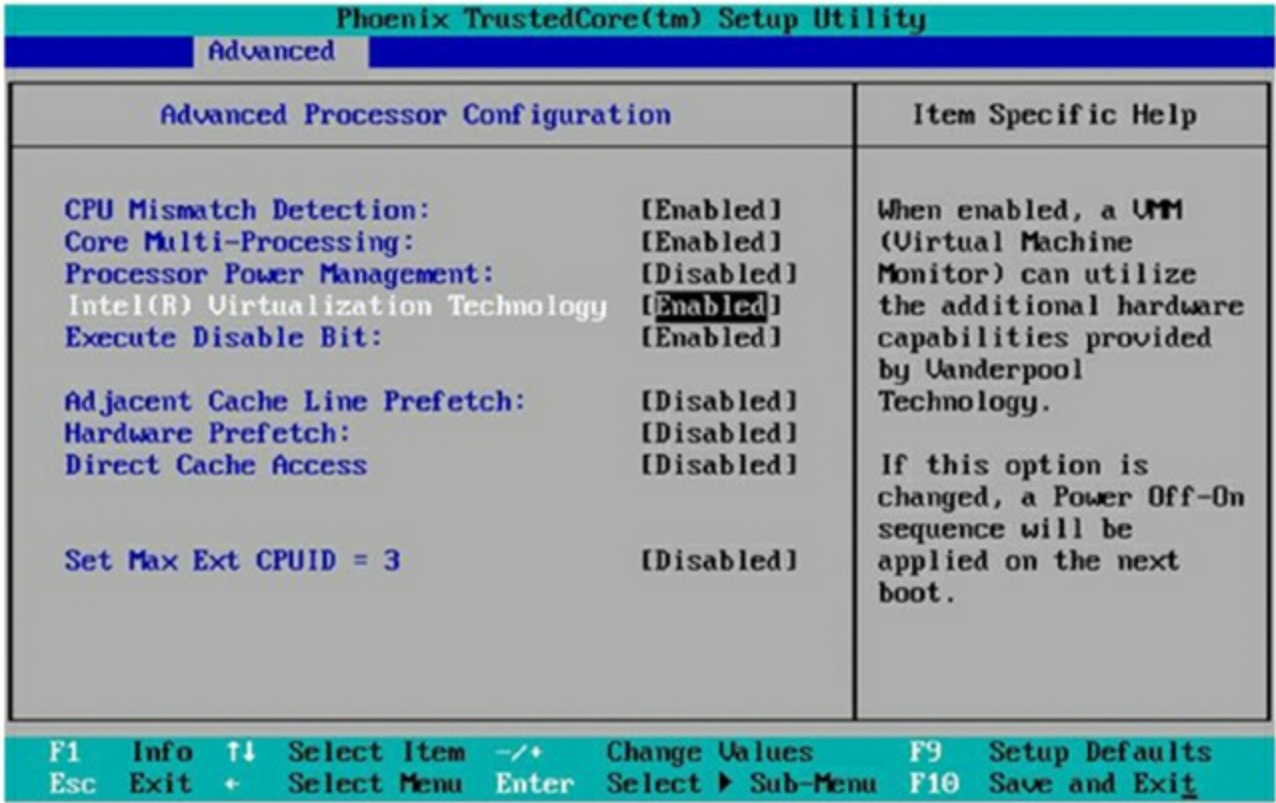 Phoenix TrustedCore(tm) Setup Utility
Advanced
Advanced Processor Configuration
Item Specific Help
CPU Mismatch Detection: [Enabled]
Core Multi-Processing: [Enabled]
Processor Power Management: [Disabled]
Intel(R) Virtualization Technology [Enabled]
Execute Disable Bit: [Enabled]
Adjacent Cache Line Prefetch: [Disabled]
Hardware Prefetch: [Disabled]
Direct Cache Access [Disabled]
Set Max Ext CPUID = 3 [Disabled]
When enabled, a VMM
(Virtual Machine
Monitor) can utilize
the additional hardware
capabilities provided
by Vanderpool
Technology.
If this option is
changed, a Power Off-On
sequence will be
applied on the next
boot.
F1 Info ↑↓ Select Item -/+ Change Values F9 Setup Defaults
Esc Exit ← Select Menu Enter Select ▶ Sub-Menu F10 Save and Exit